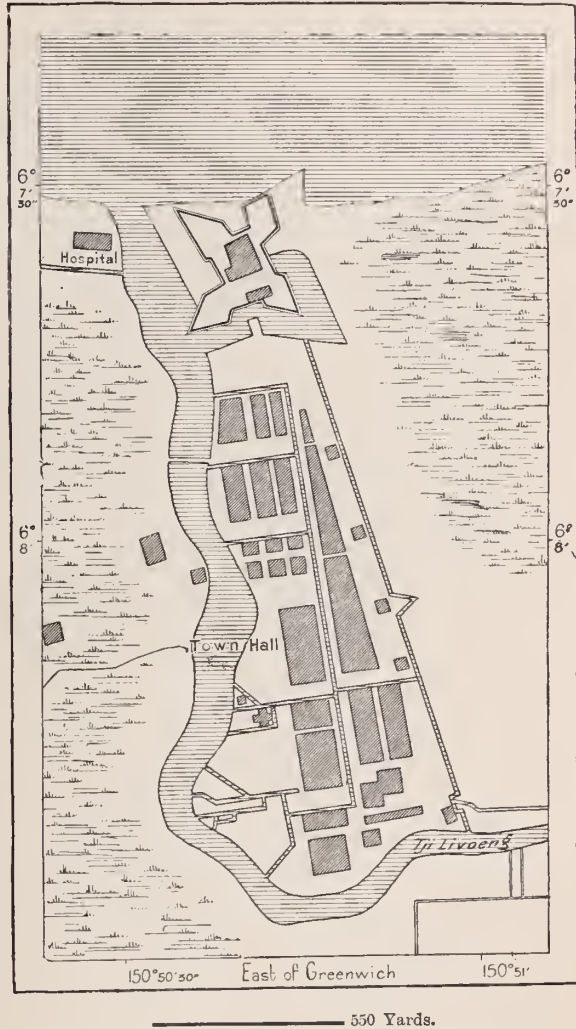 6°
7'
30"
6°
7'
30"
Hospital
6°
8'
6°
8'
Town Hall
Tji Livoeng
150°50'30" East of Greenwich 150°51'
550 Yards.